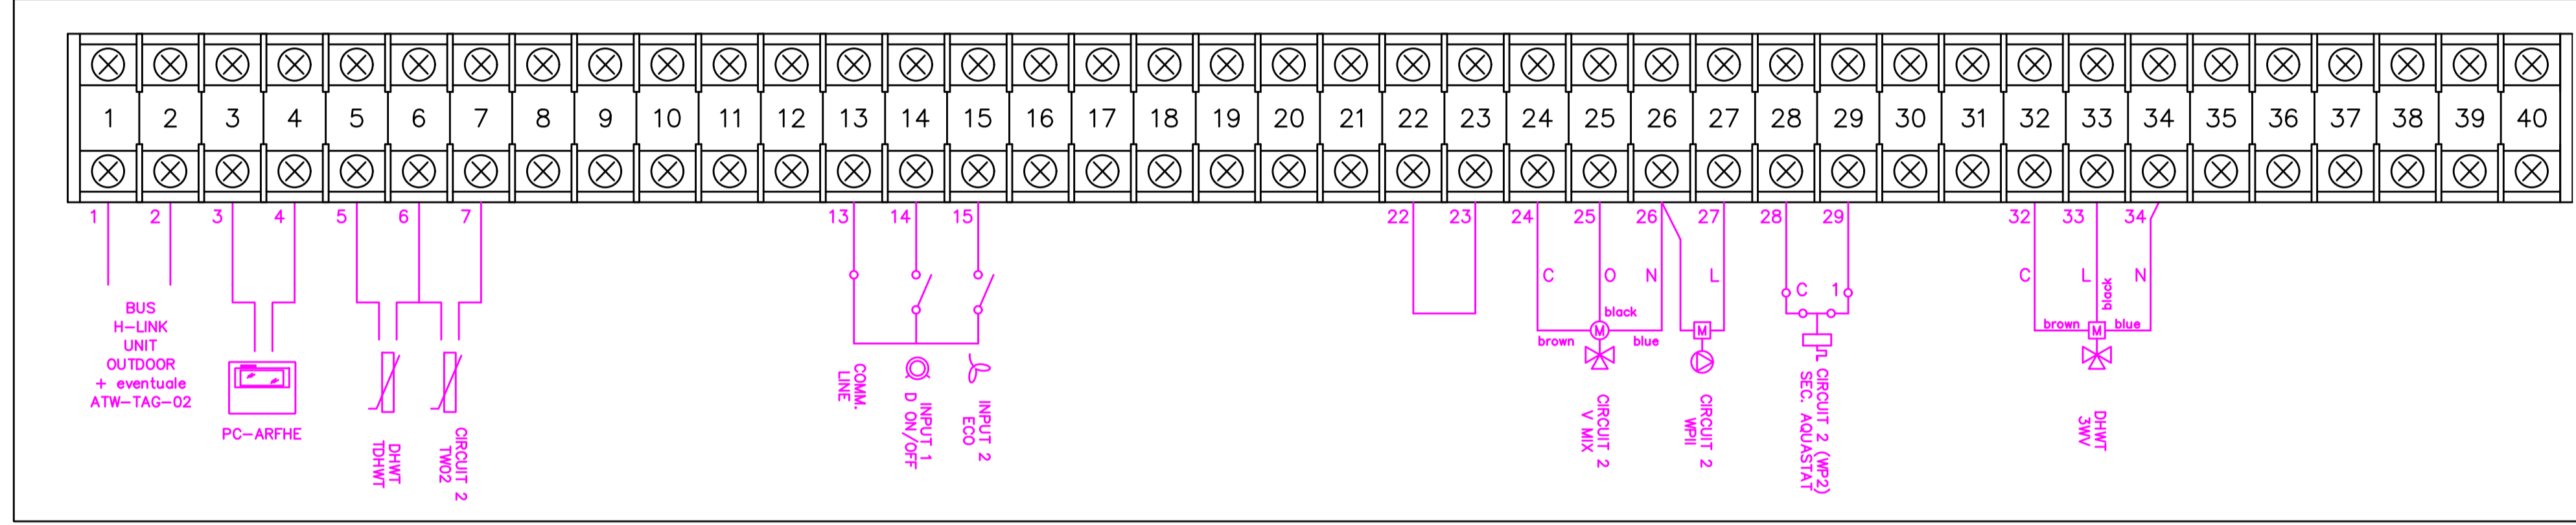 1 2 3 4 5 6 7 8 9 10 11 12 13 14 15 16 17 18 19 20 21 22 23 24 25 26 27 28 29 30 31 32 33 34 35 36 37 38 39 40
1 2 3 4 5 6 7 13 14 15 22 23 24 25 26 27 28 29 32 33 34
BUS
H-LINK
UNIT
OUTDOOR
+ eventuale
ATW-TAG-02
PC-ARFHE
DHWT
TDHWT
CIRCUIT 2
TWO2
COMM.
LINE
INPUT 1
D ON/OFF
INPUT 2
ECO
C O N L
black
M
brown blue
M
CIRCUIT 2
V MIX
CIRCUIT 2
WPII
C 1
CIRCUIT 2 (WP2)
SEC. AQUASTAT
C L N
black
brown M blue
DHWT
3WV